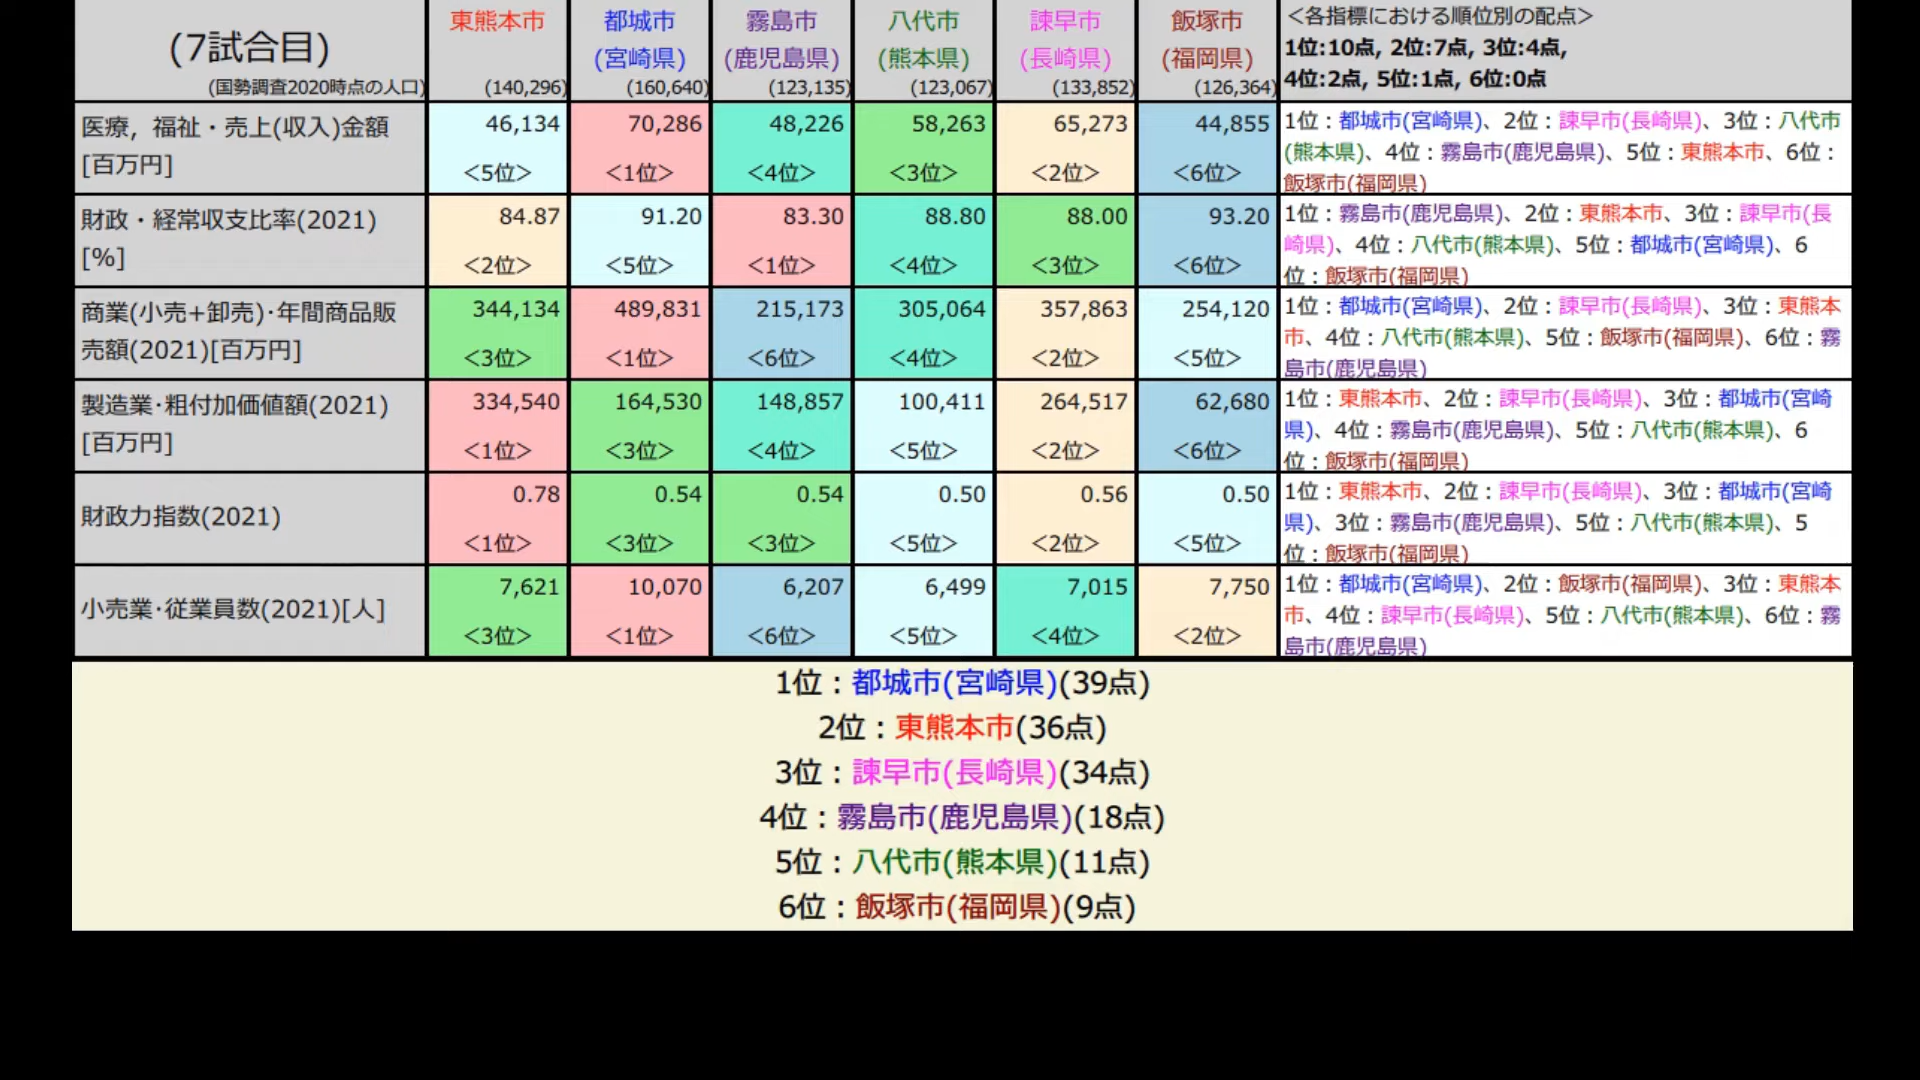 (7試合目)
(国勢調査2020時点の人口)
東熊本市
(140,296)
都城市
(宮崎県)
(160,640)
霧島市
(鹿児島県)
(123,135)
八代市
(熊本県)
(123,067)
諫早市
(長崎県)
(133,852)
飯塚市
(福岡県)
(126,364)
＜各指標における順位別の配点＞
1位:10点, 2位:7点, 3位:4点,
4位:2点, 5位:1点, 6位:0点
医療，福祉・売上(収入)金額
[百万円]
46,134
<5位>
70,286
<1位>
48,226
<4位>
58,263
<3位>
65,273
<2位>
44,855
<6位>
1位：都城市(宮崎県)、2位：諫早市(長崎県)、3位：八代市
(熊本県)、4位：霧島市(鹿児島県)、5位：東熊本市、6位：
飯塚市(福岡県)
財政・経常収支比率(2021)
[%]
84.87
<2位>
91.20
<5位>
83.30
<1位>
88.80
<4位>
88.00
<3位>
93.20
<6位>
1位：霧島市(鹿児島県)、2位：東熊本市、3位：諫早市(長
崎県)、4位：八代市(熊本県)、5位：都城市(宮崎県)、6
位：飯塚市(福岡県)
商業(小売+卸売)･年間商品販
売額(2021)[百万円]
344,134
<3位>
489,831
<1位>
215,173
<6位>
305,064
<4位>
357,863
<2位>
254,120
<5位>
1位：都城市(宮崎県)、2位：諫早市(長崎県)、3位：東熊本
市、4位：八代市(熊本県)、5位：飯塚市(福岡県)、6位：霧
島市(鹿児島県)
製造業･粗付加価値額(2021)
[百万円]
334,540
<1位>
164,530
<3位>
148,857
<4位>
100,411
<5位>
264,517
<2位>
62,680
<6位>
1位：東熊本市、2位：諫早市(長崎県)、3位：都城市(宮崎
県)、4位：霧島市(鹿児島県)、5位：八代市(熊本県)、6
位：飯塚市(福岡県)
財政力指数(2021)
0.78
<1位>
0.54
<3位>
0.54
<3位>
0.50
<5位>
0.56
<2位>
0.50
<5位>
1位：東熊本市、2位：諫早市(長崎県)、3位：都城市(宮崎
県)、3位：霧島市(鹿児島県)、5位：八代市(熊本県)、5
位：飯塚市(福岡県)
小売業･従業員数(2021)[人]
7,621
<3位>
10,070
<1位>
6,207
<6位>
6,499
<5位>
7,015
<4位>
7,750
<2位>
1位：都城市(宮崎県)、2位：飯塚市(福岡県)、3位：東熊本
市、4位：諫早市(長崎県)、5位：八代市(熊本県)、6位：霧
島市(鹿児島県)
1位：都城市(宮崎県)(39点)
2位：東熊本市(36点)
3位：諫早市(長崎県)(34点)
4位：霧島市(鹿児島県)(18点)
5位：八代市(熊本県)(11点)
6位：飯塚市(福岡県)(9点)